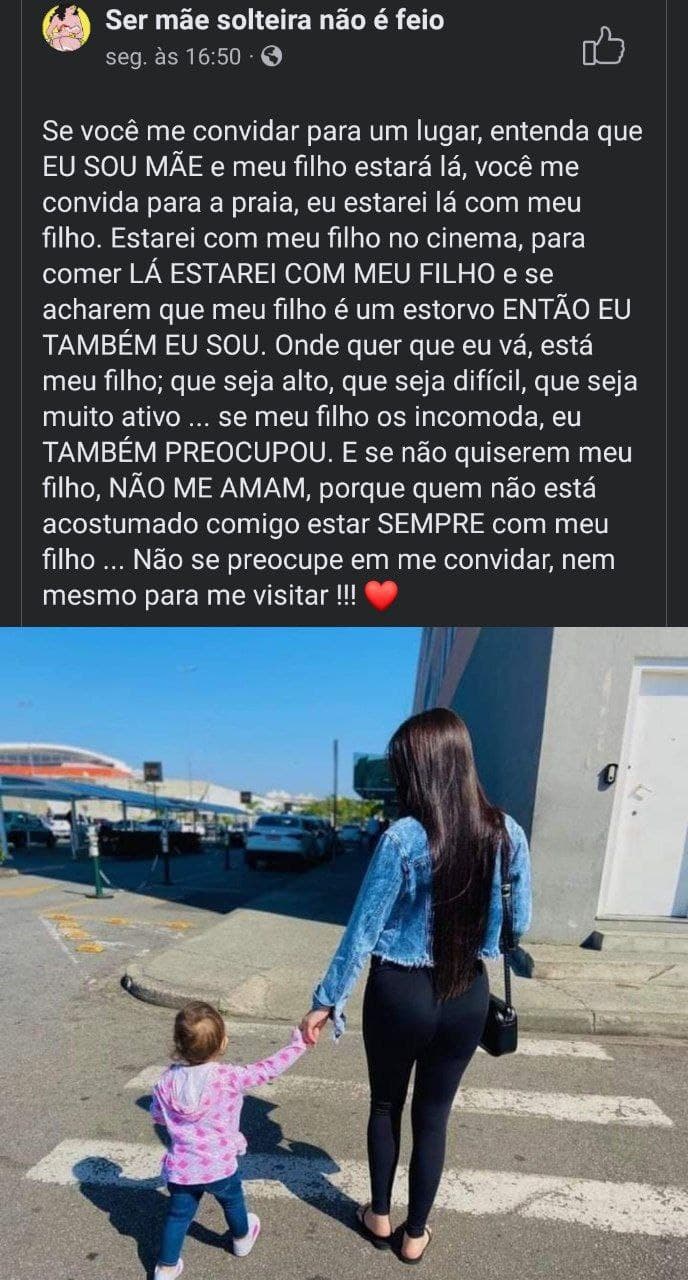 Ser mãe solteira não é feio
seg. às 16:50 ·
Se você me convidar para um lugar, entenda que
EU SOU MÃE e meu filho estará lá, você me
convida para a praia, eu estarei lá com meu
filho. Estarei com meu filho no cinema, para
comer LÁ ESTAREI COM MEU FILHO e se
acharem que meu filho é um estorvo ENTÃO EU
TAMBÉM EU SOU. Onde quer que eu vá, está
meu filho; que seja alto, que seja difícil, que seja
muito ativo ... se meu filho os incomoda, eu
TAMBÉM PREOCUPOU. E se não quiserem meu
filho, NÃO ME AMAM, porque quem não está
acostumado comigo estar SEMPRE com meu
filho ... Não se preocupe em me convidar, nem
mesmo para me visitar !!! ❤️